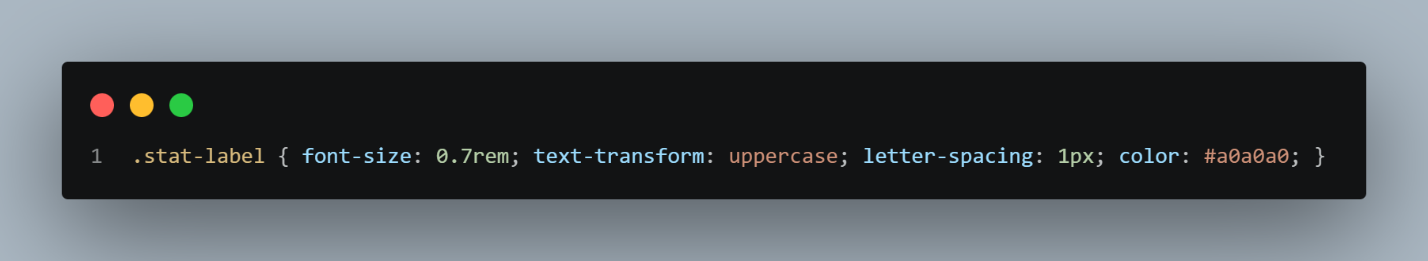 1 .stat-label { font-size: 0.7rem; text-transform: uppercase; letter-spacing: 1px; color: #a0a0a0; }